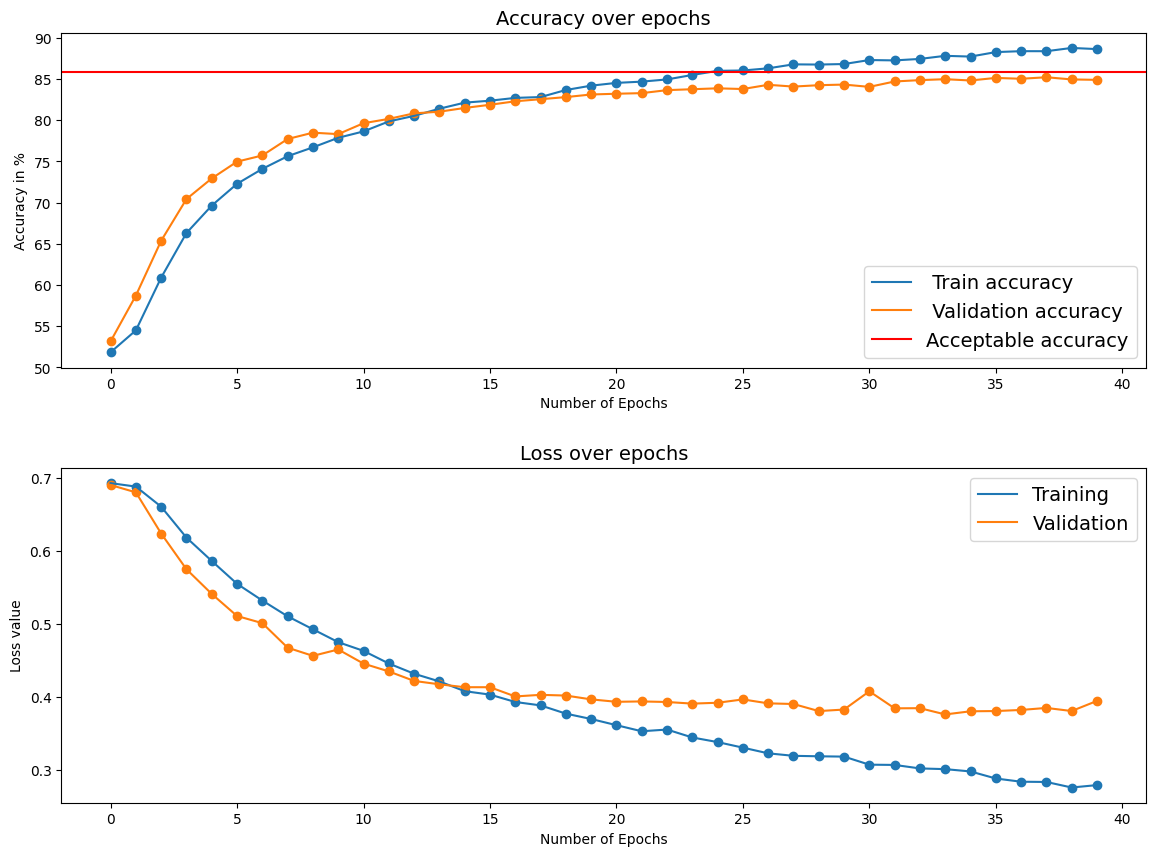 Accuracy over epochs
90
85
80
75
70
65
60
55
50
Accuracy in %
Train accuracy
Validation accuracy
Acceptable accuracy
0 5 10 15 20 25 30 35 40
Number of Epochs
Loss over epochs
0.7
0.6
0.5
0.4
0.3
Loss value
Training
Validation
0 5 10 15 20 25 30 35 40
Number of Epochs